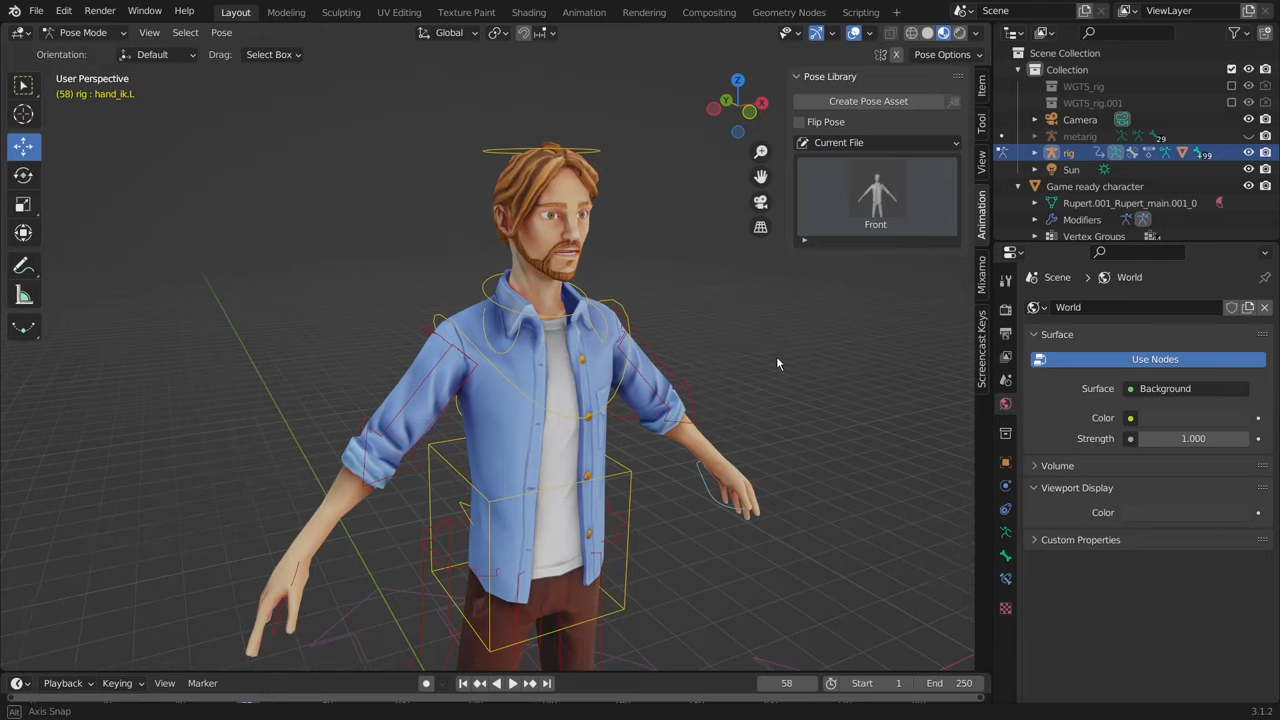 File Edit Render Window Help Layout Modeling Sculpting UV Editing Texture Paint Shading Animation Rendering Compositing Geometry Nodes Scripting + Scene ViewLayer
Pose Mode View Select Pose Global
Orientation: Default Drag: Select Box X Pose Options
User Perspective
(58) rig : hand_ik.L
Z
Y
X
Pose Library
Create Pose Asset
Flip Pose
Current File
Front
Item
Tool
View
Animation
Mixamo
Screencast Keys
Scene Collection
Collection
WGTS_rig
WGTS_rig.001
Camera
metarig 29
rig +99
Sun
Game ready character
Rupert.001_Rupert_main.001_0
Modifiers
Vertex Groups
Scene World
World
Surface
Use Nodes
Surface Background
Color
Strength 1.000
Volume
Viewport Display
Color
Custom Properties
Playback Keying View Marker 58 Start 1 End 250
Alt Axis Snap 3.1.2